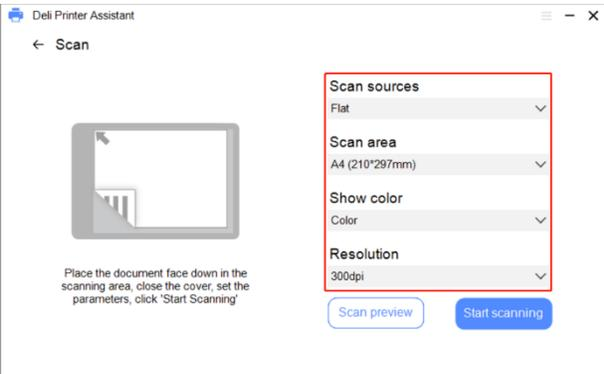 Deli Printer Assistant
Scan
Scan sources
Flat
Scan area
A4 (210*297mm)
Show color
Color
Resolution
300dpi
Place the document face down in the
scanning area, close the cover, set the
parameters, click 'Start Scanning'
Scan preview
Start scanning